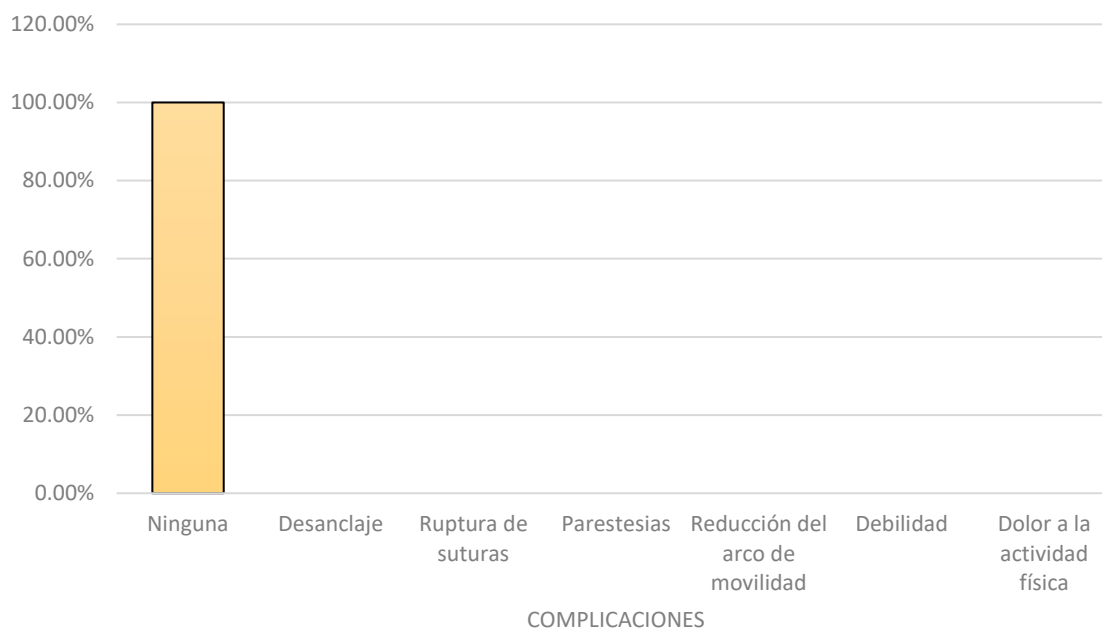 120.00%
100.00%
80.00%
60.00%
40.00%
20.00%
0.00%
Ninguna
Desanclaje
Ruptura de
suturas
Parestesias
Reducción del
arco de
movilidad
Debilidad
Dolor a la
actividad
física
COMPLICACIONES